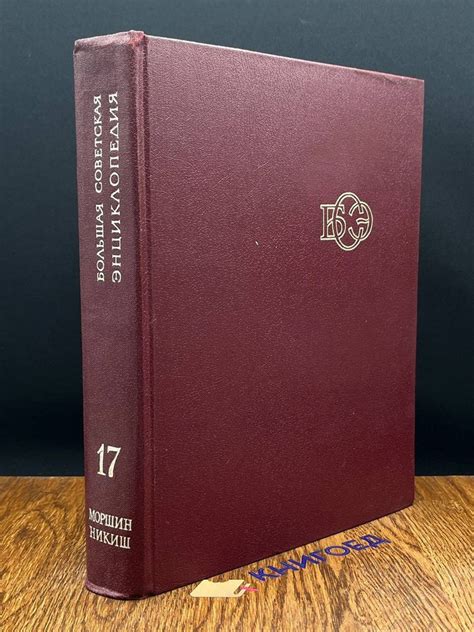 БОЛЬШАЯ СОВЕТСКАЯ
ЭНЦИКЛОПЕДИЯ
17
МОРШИН
НИКИШ
БСЭ
КНИГОЕД